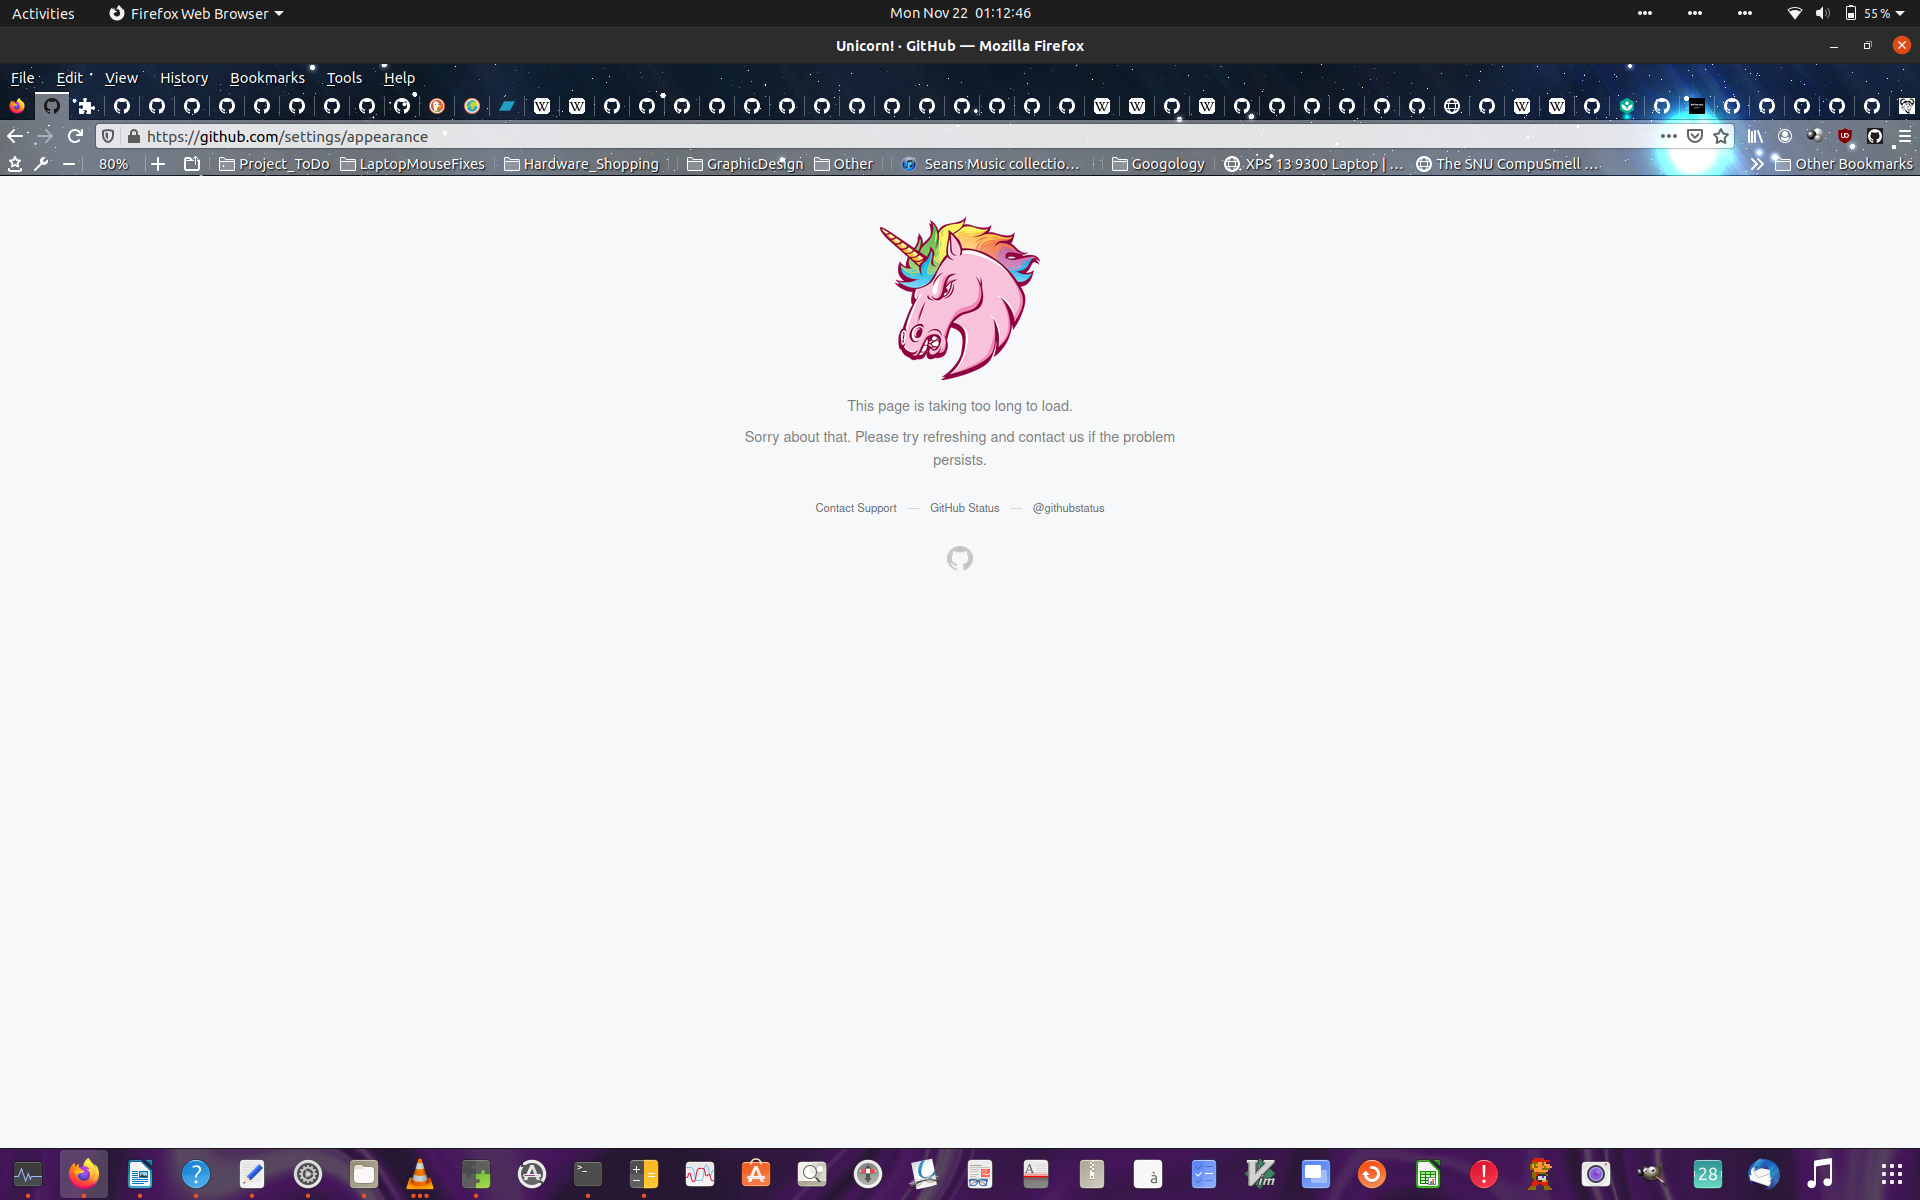 Activities Firefox Web Browser Mon Nov 22 01:12:46 55 %
Unicorn! · GitHub — Mozilla Firefox
File Edit View History Bookmarks Tools Help
https://github.com/settings/appearance
80% Project_ToDo LaptopMouseFixes Hardware_Shopping GraphicDesign Other Seans Music collectio… Googology XPS 13 9300 Laptop | … The SNU CompuSmell … Other Bookmarks
This page is taking too long to load.
Sorry about that. Please try refreshing and contact us if the problem
persists.
Contact Support — GitHub Status — @githubstatus
28